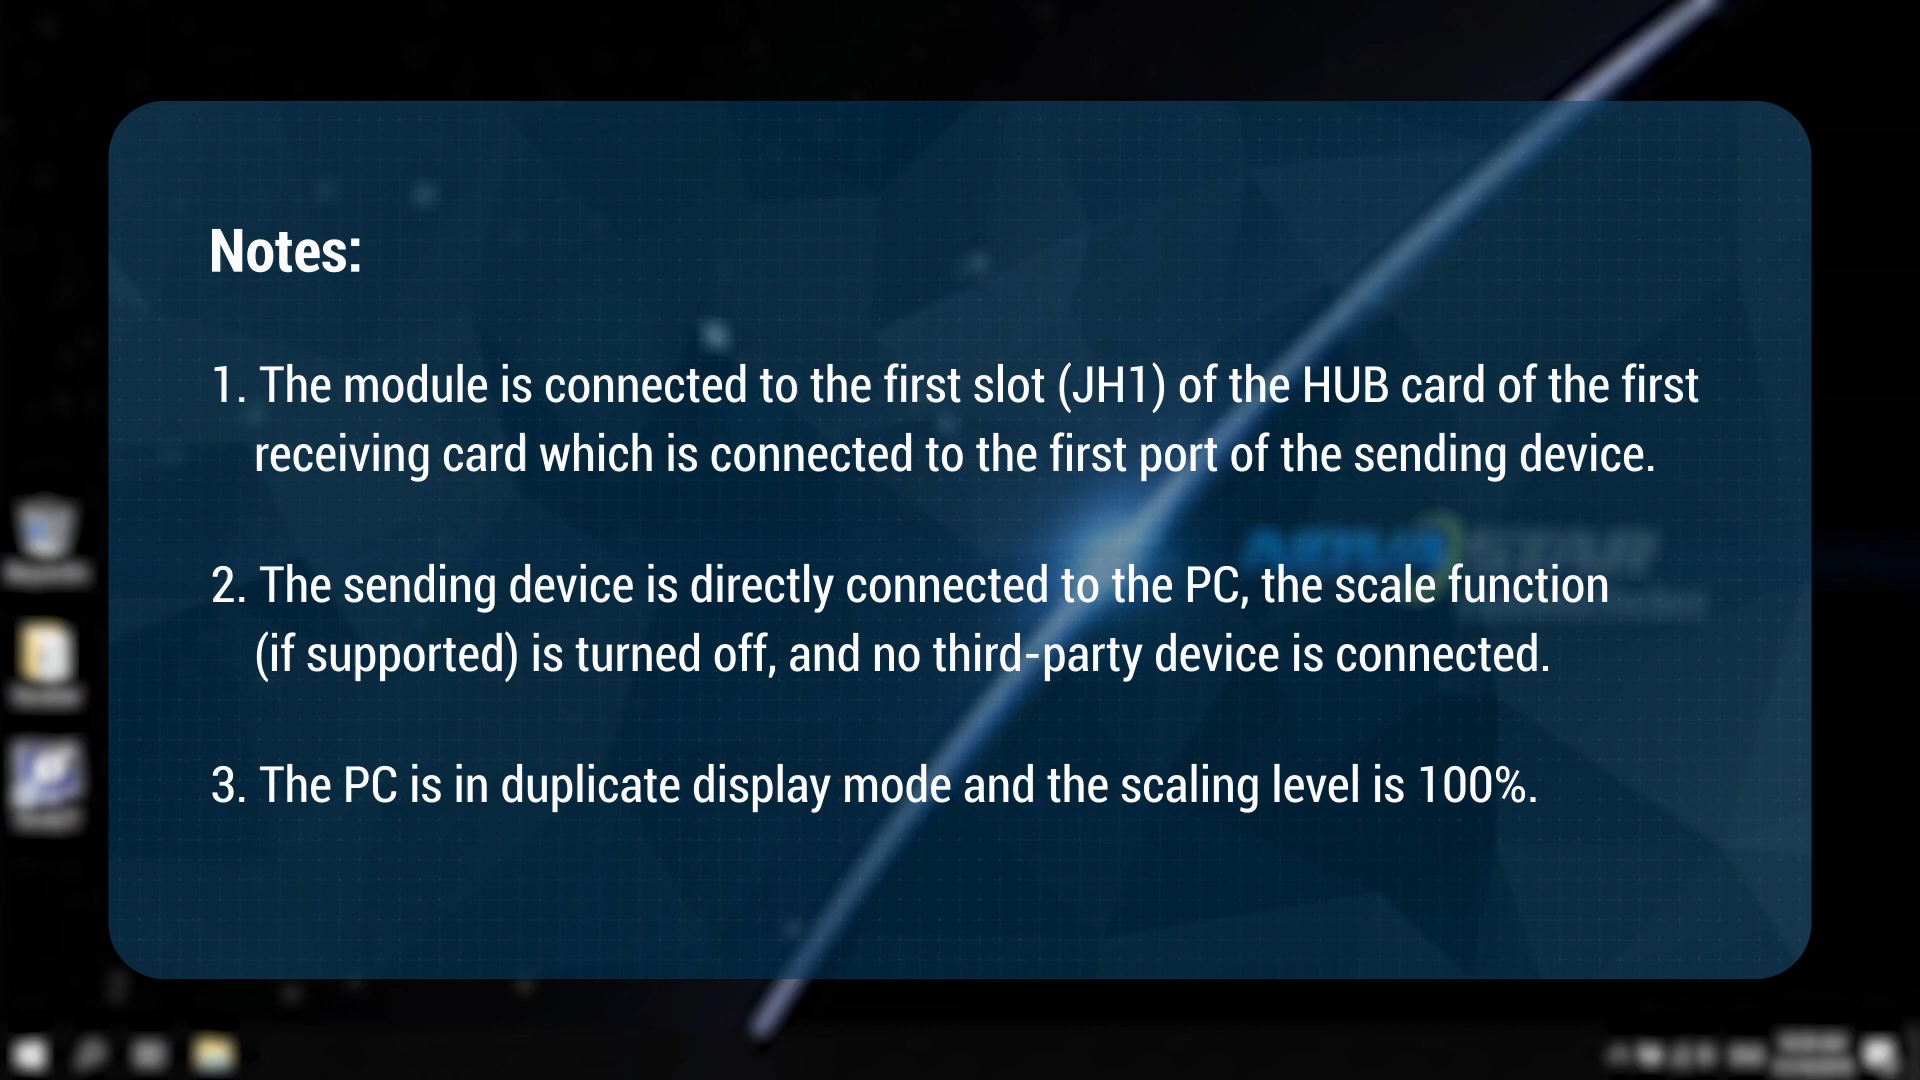 Notes:
1. The module is connected to the first slot (JH1) of the HUB card of the first
receiving card which is connected to the first port of the sending device.
2. The sending device is directly connected to the PC, the scale function
(if supported) is turned off, and no third-party device is connected.
3. The PC is in duplicate display mode and the scaling level is 100%.